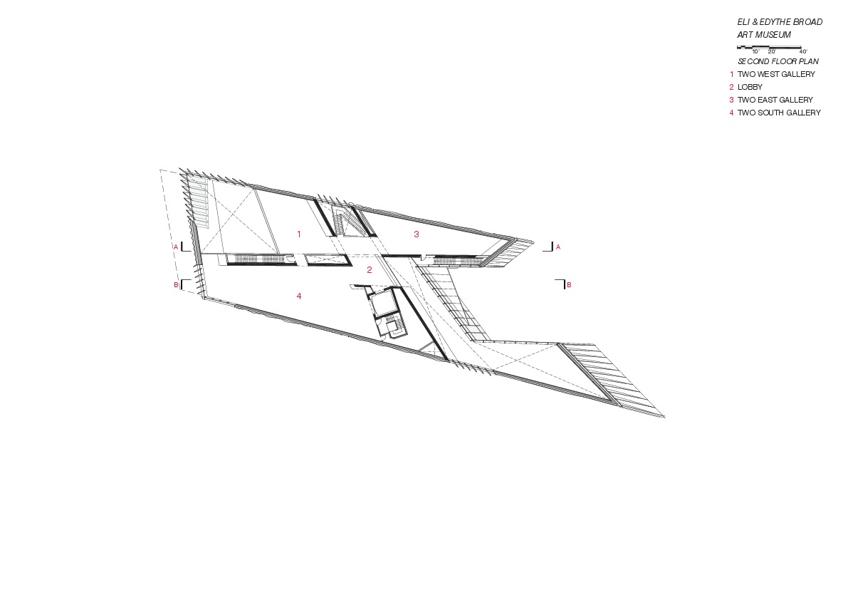 ELI & EDYTHE BROAD
ART MUSEUM
10' 20' 40'
SECOND FLOOR PLAN
1 TWO WEST GALLERY
2 LOBBY
3 TWO EAST GALLERY
4 TWO SOUTH GALLERY
1 3
A A
2
B B
4